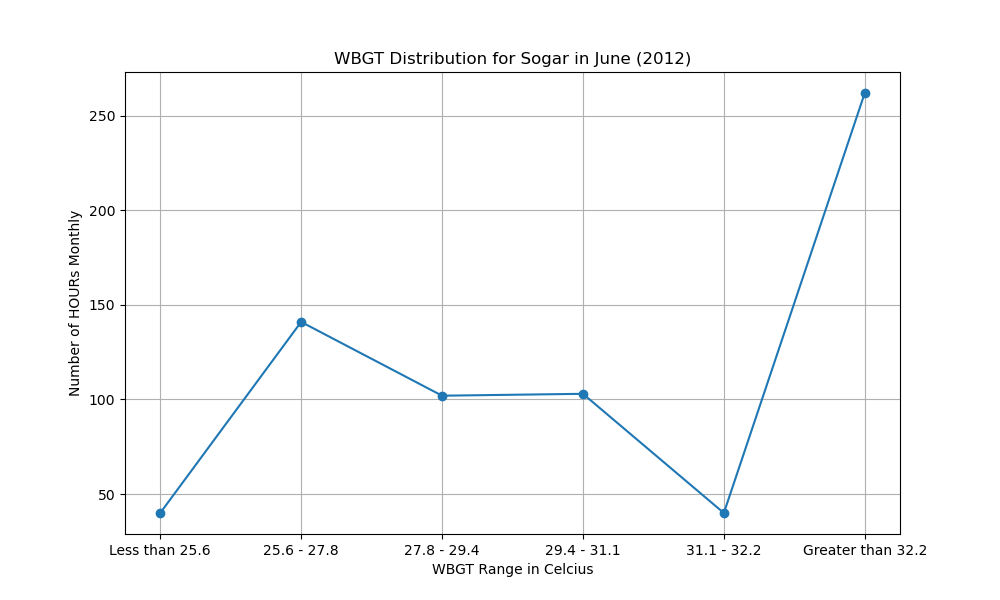 WBGT Distribution for Sogar in June (2012)
Number of HOURs Monthly
250
200
150
100
50
Less than 25.6
25.6 - 27.8
27.8 - 29.4
29.4 - 31.1
31.1 - 32.2
Greater than 32.2
WBGT Range in Celcius